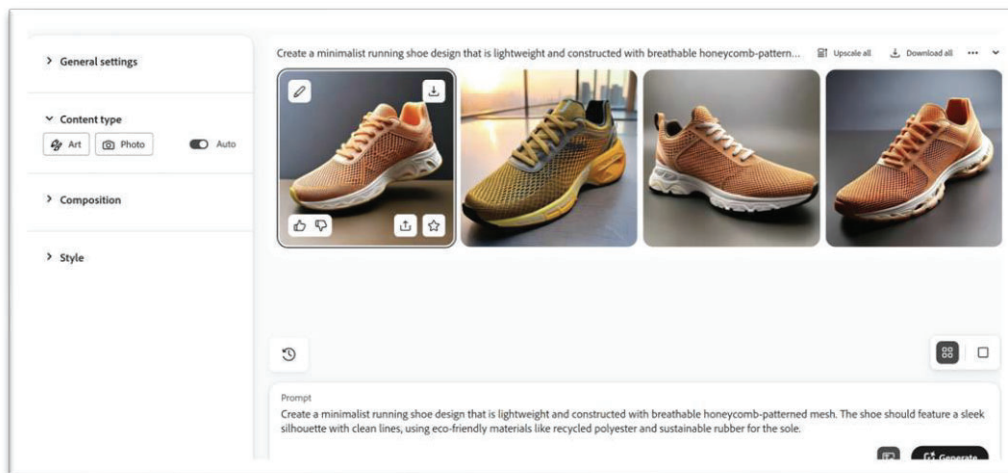 General settings
Content type
Art
Photo
Auto
Composition
Style
Create a minimalist running shoe design that is lightweight and constructed with breathable honeycomb-pattern...
Upscale all
Download all
Prompt
Create a minimalist running shoe design that is lightweight and constructed with breathable honeycomb-patterned mesh. The shoe should feature a sleek
silhouette with clean lines, using eco-friendly materials like recycled polyester and sustainable rubber for the sole.
Generate